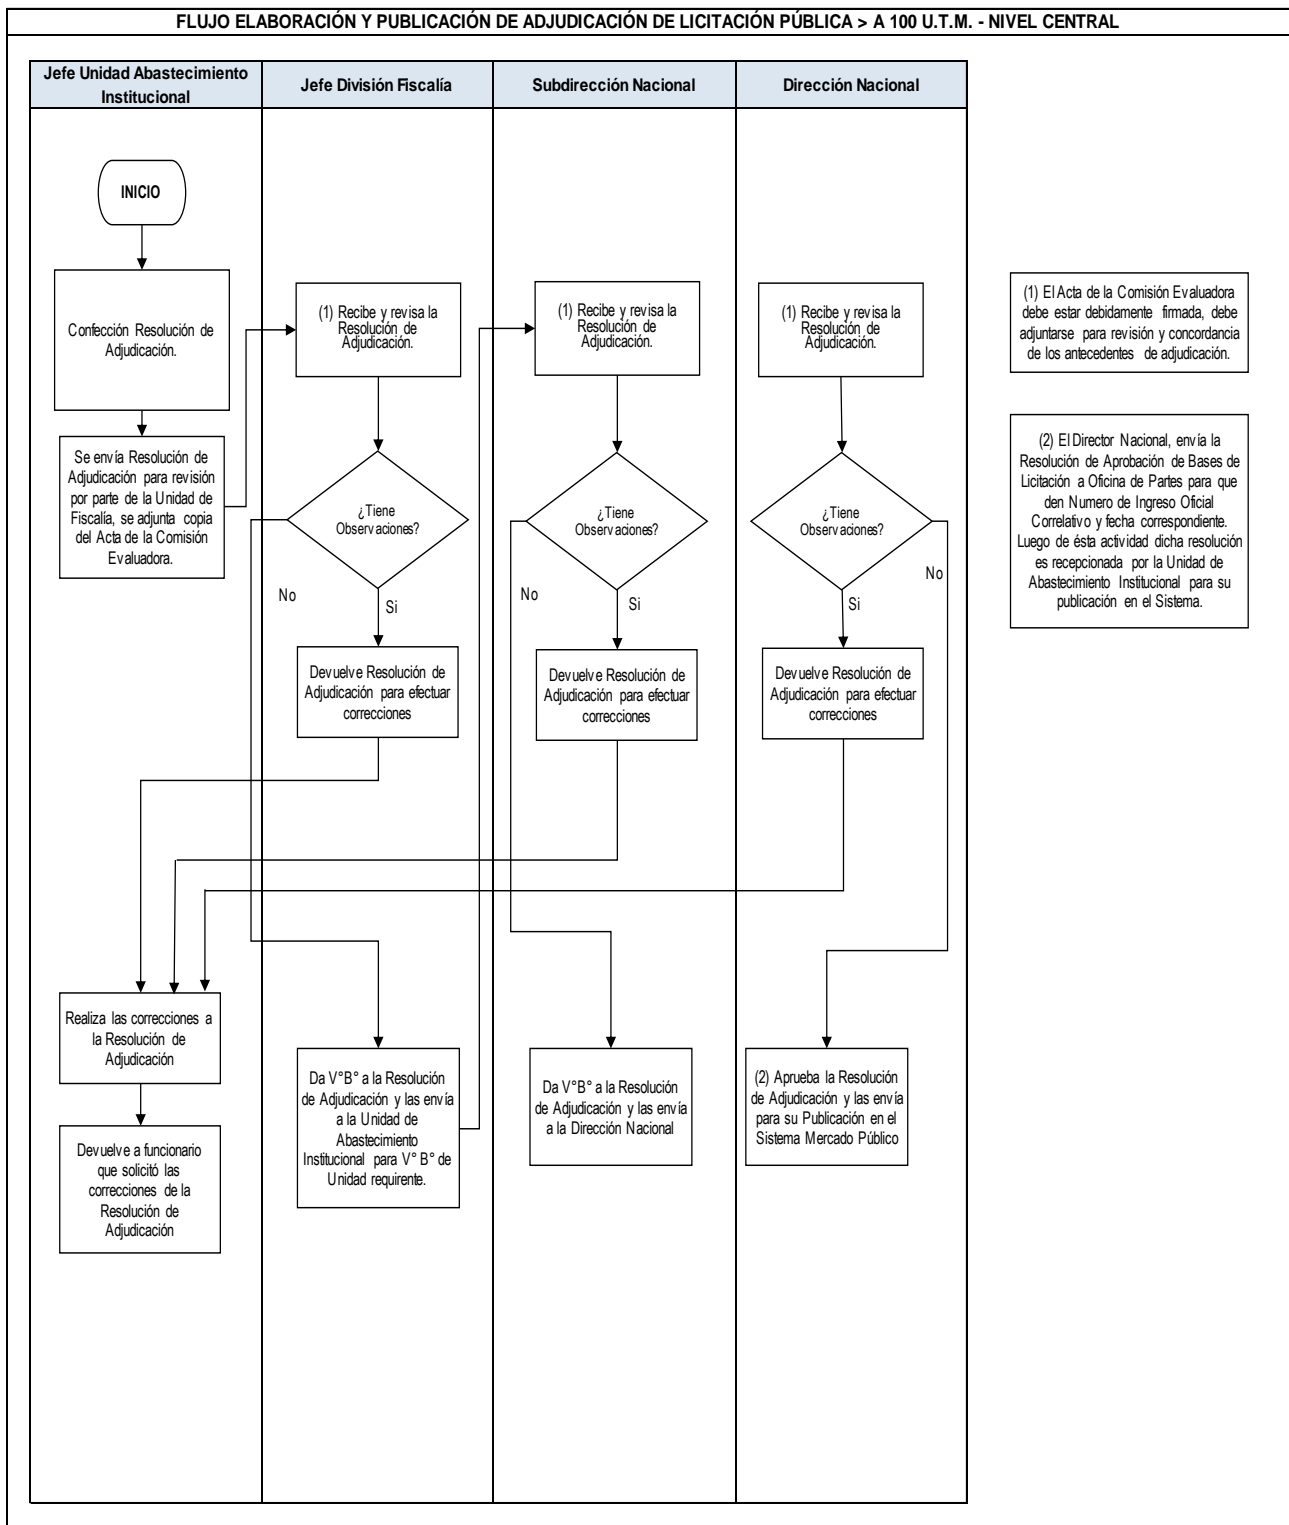 FLUJO ELABORACIÓN Y PUBLICACIÓN DE ADJUDICACIÓN DE LICITACIÓN PÚBLICA > A 100 U.T.M. - NIVEL CENTRAL
Jefe Unidad Abastecimiento
Institucional
Jefe División Fiscalía
Subdirección Nacional
Dirección Nacional
INICIO
Confección Resolución de
Adjudicación.
Se envía Resolución de
Adjudicación para revisión
por parte de la Unidad de
Fiscalía, se adjunta copia
del Acta de la Comisión
Evaluadora.
(1) Recibe y revisa la
Resolución de
Adjudicación.
¿Tiene
Observaciones?
No
Si
Devuelve Resolución de
Adjudicación para efectuar
correcciones
(1) Recibe y revisa la
Resolución de
Adjudicación.
¿Tiene
Observaciones?
No
Si
Devuelve Resolución de
Adjudicación para efectuar
correcciones
(1) Recibe y revisa la
Resolución de
Adjudicación.
¿Tiene
Observaciones?
No
Si
Devuelve Resolución de
Adjudicación para efectuar
correcciones
Realiza las correcciones a
la Resolución de
Adjudicación
Devuelve a funcionario
que solicitó las
correcciones de la
Resolución de
Adjudicación
Da V°B° a la Resolución
de Adjudicación y las envía
a la Unidad de
Abastecimiento
Institucional para V° B° de
Unidad requirente.
Da V°B° a la Resolución
de Adjudicación y las envía
a la Dirección Nacional
(2) Aprueba la Resolución
de Adjudicación y las envía
para su Publicación en el
Sistema Mercado Público
(1) El Acta de la Comisión Evaluadora
debe estar debidamente firmada, debe
adjuntarse para revisión y concordancia
de los antecedentes de adjudicación.
(2) El Director Nacional, envía la
Resolución de Aprobación de Bases de
Licitación a Oficina de Partes para que
den Numero de Ingreso Oficial
Correlativo y fecha correspondiente.
Luego de ésta actividad dicha resolución
es recepcionada por la Unidad de
Abastecimiento Institucional para su
publicación en el Sistema.